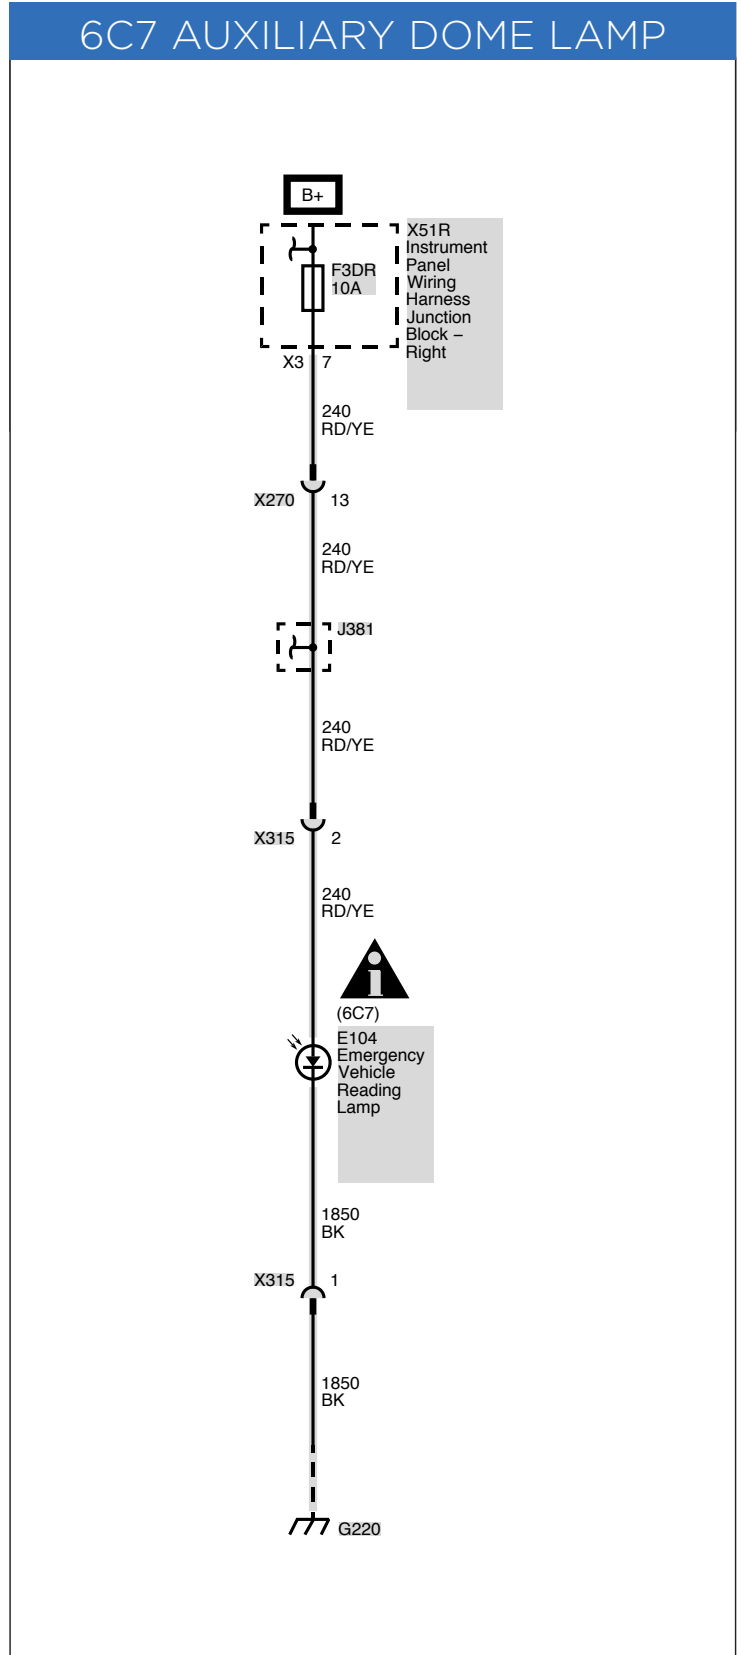 6C7 AUXILIARY DOME LAMP
B+
X51R
Instrument
Panel
Wiring
Harness
Junction
Block –
Right
F3DR
10A
X3 7
240
RD/YE
X270 13
240
RD/YE
J381
240
RD/YE
X315 2
240
RD/YE
i
(6C7)
E104
Emergency
Vehicle
Reading
Lamp
1850
BK
X315 1
1850
BK
G220